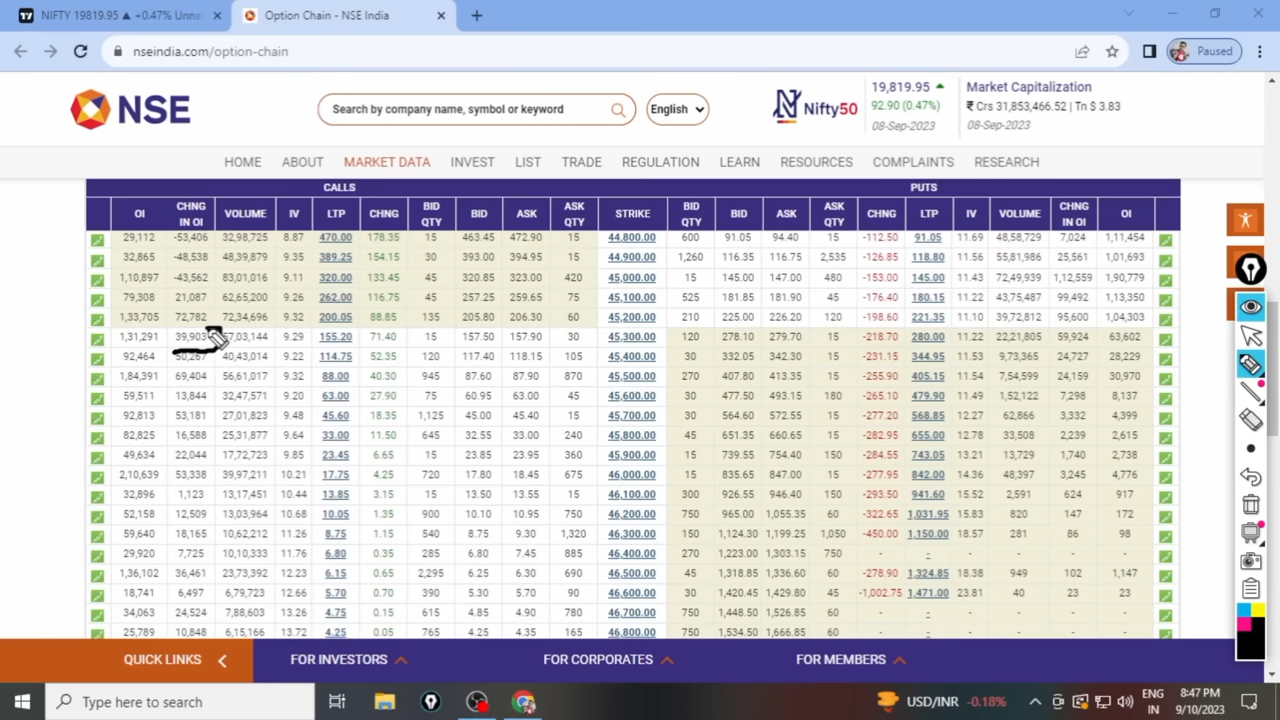 NIFTY 19819.95 ▲ +0.47% Unna
Option Chain - NSE India
nseindia.com/option-chain
Paused
NSE
Search by company name, symbol or keyword
English
Nifty50
19,819.95
92.90 (0.47%)
08-Sep-2023
Market Capitalization
₹ Crs 31,853,466.52 | Tn $ 3.83
08-Sep-2023
HOME ABOUT MARKET DATA INVEST LIST TRADE REGULATION LEARN RESOURCES COMPLAINTS RESEARCH
CALLS PUTS
OI CHNG IN OI VOLUME IV LTP CHNG BID QTY BID ASK ASK QTY STRIKE BID QTY BID ASK ASK QTY CHNG LTP IV VOLUME CHNG IN OI OI
29,112 -53,406 32,98,725 8.87 470.00 178.35 15 463.45 472.90 15 44,800.00 600 91.05 94.40 15 -112.50 91.05 11.69 48,58,729 7,024 1,11,454
32,865 -48,538 48,39,879 9.35 389.25 154.15 30 393.00 394.95 15 44,900.00 1,260 116.35 116.75 2,535 -126.85 118.80 11.56 55,81,986 25,561 1,01,693
1,10,897 -43,562 83,01,016 9.11 320.00 133.45 45 320.85 323.00 420 45,000.00 15 145.00 147.00 480 -153.00 145.00 11.43 72,49,939 1,12,559 1,90,779
79,308 21,087 62,65,200 9.26 262.00 116.75 45 257.25 259.65 75 45,100.00 525 181.85 181.90 45 -176.40 180.15 11.22 43,75,487 99,492 1,13,350
1,33,705 72,782 72,34,696 9.32 200.05 88.85 135 205.80 206.30 60 45,200.00 210 225.00 226.20 120 -198.60 221.35 11.10 39,72,812 95,600 1,04,303
1,31,291 39,903 57,03,144 9.29 155.20 71.40 15 157.50 157.90 30 45,300.00 120 278.10 279.70 15 -218.70 280.00 11.22 22,21,805 59,924 63,602
92,464 50,267 40,43,014 9.22 114.75 52.35 120 117.40 118.15 105 45,400.00 30 332.05 342.30 15 -231.15 344.95 11.53 9,73,365 24,727 28,229
1,84,391 69,404 56,61,017 9.32 88.00 40.30 945 87.60 87.90 870 45,500.00 270 407.80 413.35 15 -255.90 405.15 11.54 7,54,599 24,159 30,970
59,511 13,844 32,47,571 9.20 63.00 27.90 75 60.95 63.00 45 45,600.00 30 477.50 493.15 180 -265.10 479.90 11.49 1,52,122 7,298 8,137
92,813 53,181 27,01,823 9.48 45.60 18.35 1,125 45.00 45.40 15 45,700.00 30 564.60 572.55 15 -277.20 568.85 12.27 62,866 3,332 4,399
82,825 16,588 25,31,877 9.64 33.00 11.50 645 32.55 33.00 240 45,800.00 45 651.35 660.65 15 -282.95 655.00 12.78 33,508 2,239 2,615
49,634 22,044 17,72,723 9.85 23.45 6.65 15 23.85 23.95 360 45,900.00 15 739.55 754.40 150 -284.55 743.05 13.21 13,729 1,740 2,738
2,10,639 53,338 39,97,211 10.21 17.75 4.25 720 17.80 18.45 675 46,000.00 15 835.65 847.00 15 -277.95 842.00 14.36 48,397 3,245 4,776
32,896 1,123 13,17,451 10.44 13.85 3.15 15 13.50 13.55 15 46,100.00 300 926.55 946.40 150 -293.50 941.60 15.52 2,591 624 917
52,158 12,509 13,03,964 10.68 10.05 1.35 900 10.10 10.95 750 46,200.00 750 965.00 1,055.35 60 -322.65 1,031.95 15.83 820 147 172
59,640 18,165 10,62,212 11.26 8.75 1.15 540 8.75 9.30 1,320 46,300.00 150 1,124.30 1,199.25 1,050 -450.00 1,150.00 18.57 281 86 98
29,920 7,725 10,10,333 11.76 6.80 0.35 285 6.80 7.45 885 46,400.00 270 1,223.00 1,303.15 750 - - - - - -
1,36,102 36,461 23,73,392 12.23 6.15 0.65 2,295 6.25 6.30 690 46,500.00 45 1,318.85 1,336.60 60 -278.90 1,324.85 18.38 949 102 1,147
18,741 6,497 6,79,723 12.66 5.70 0.70 390 5.30 5.70 90 46,600.00 30 1,420.45 1,429.80 45 -1,002.75 1,471.00 23.81 40 23 23
34,063 24,524 7,88,603 13.26 4.75 0.15 615 4.85 4.90 780 46,700.00 750 1,448.50 1,526.85 60 - - - - - -
25,789 10,848 6,15,166 13.72 4.25 0.05 765 4.25 4.35 165 46,800.00 750 1,534.50 1,666.85 60 - - - - - -
QUICK LINKS FOR INVESTORS FOR CORPORATES FOR MEMBERS
Type here to search
USD/INR -0.18%
ENG
IN
8:47 PM
9/10/2023